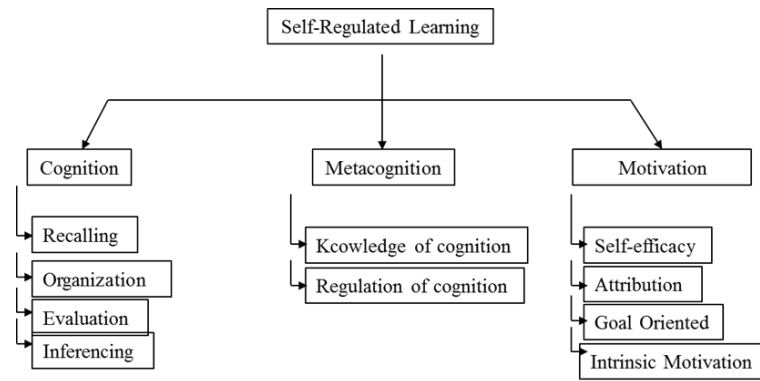 Self-Regulated Learning
Cognition
Metacognition
Motivation
Recalling
Organization
Evaluation
Inferencing
Kcowledge of cognition
Regulation of cognition
Self-efficacy
Attribution
Goal Oriented
Intrinsic Motivation